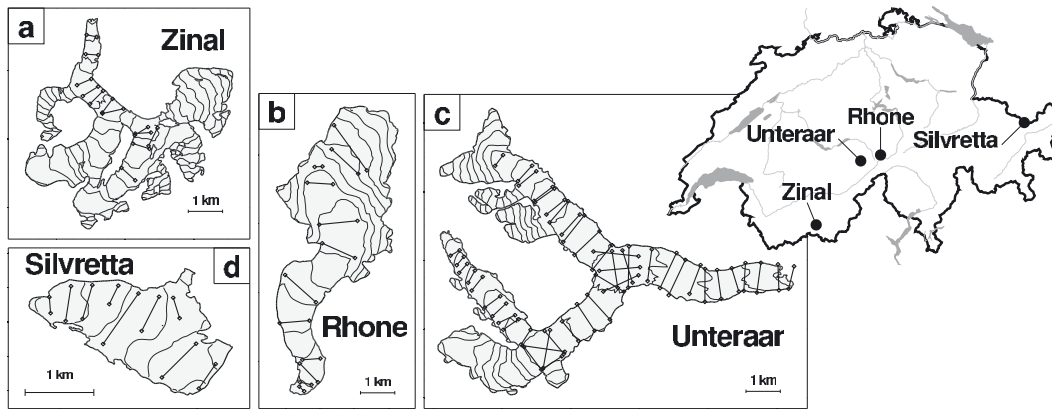 a
Zinal
1 km
b
Rhone
1 km
c
Unteraar
1 km
Silvretta
d
1 km
Unteraar
Rhone
Silvretta
Zinal